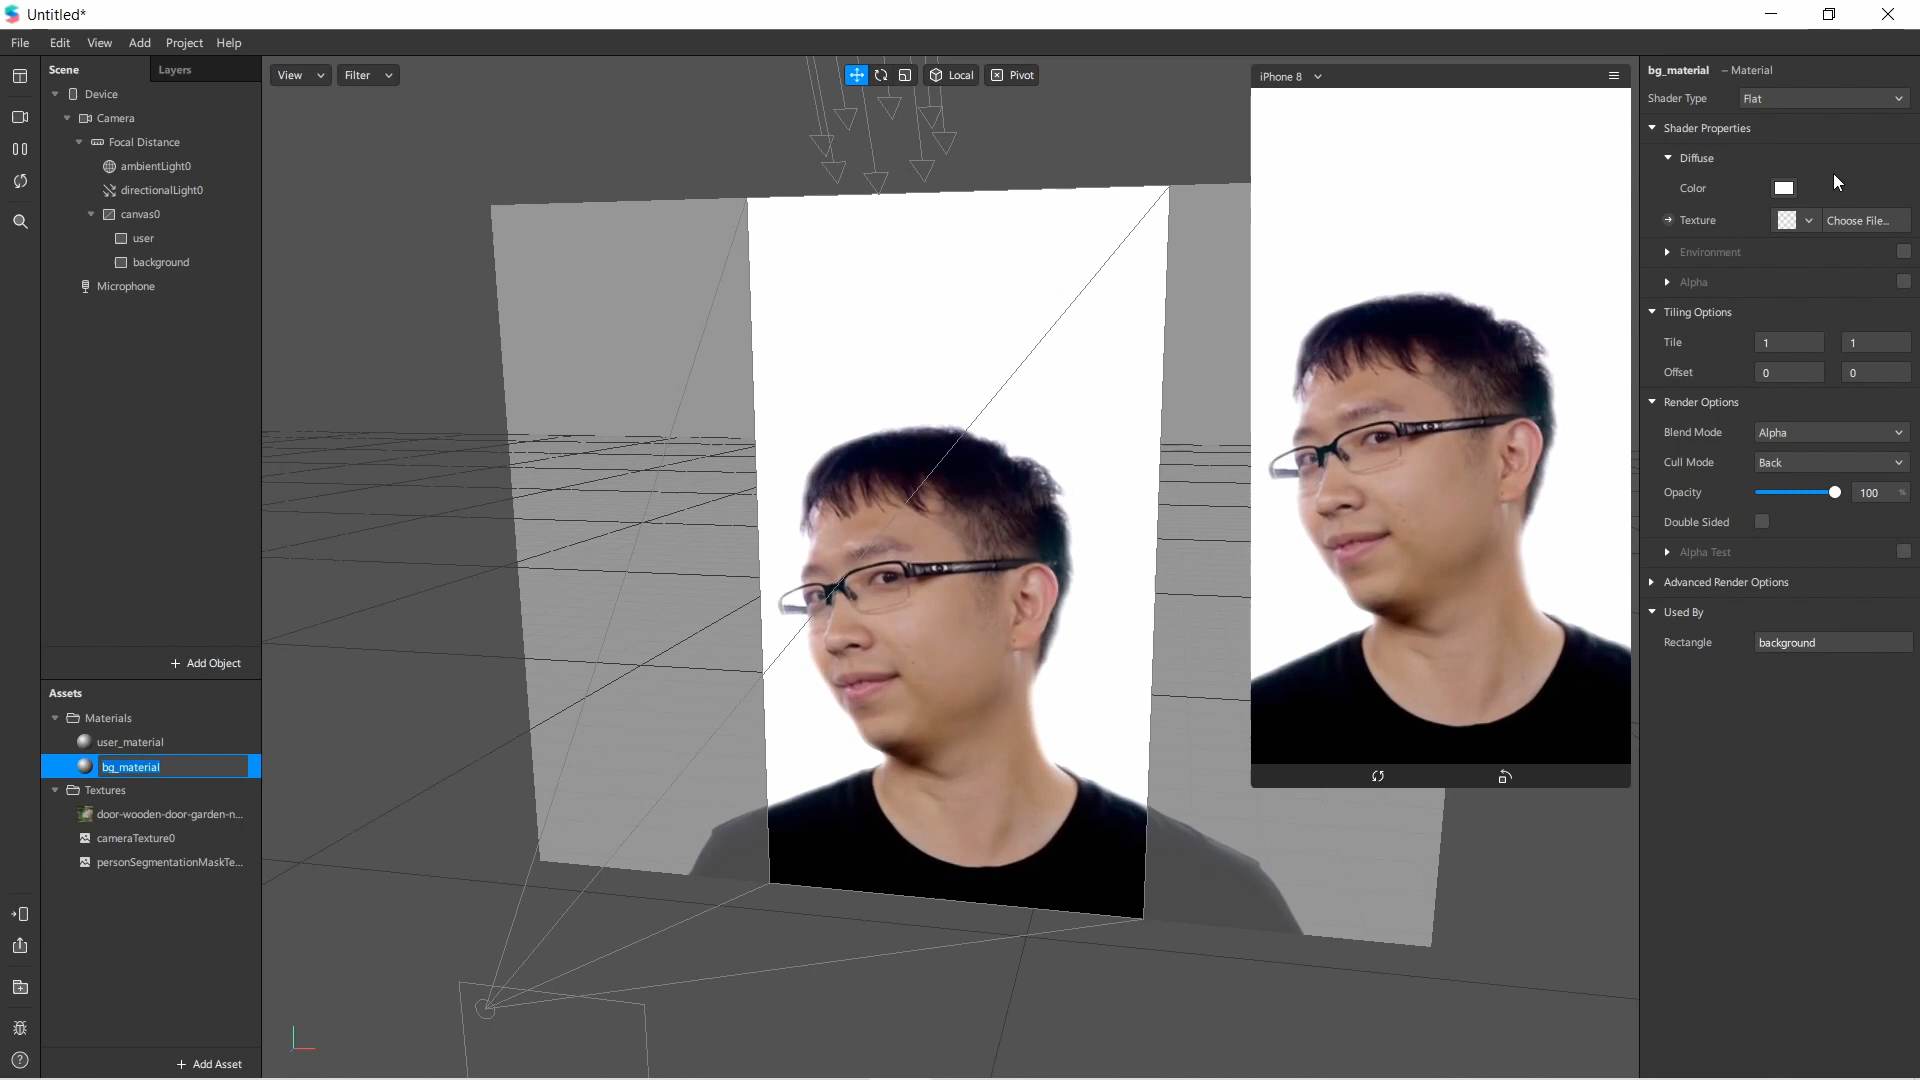 Untitled*
File
Edit
View
Add
Project
Help
Scene
Layers
Device
Camera
Focal Distance
ambientLight0
directionalLight0
canvas0
user
background
Microphone
+ Add Object
Assets
Materials
user_material
bg_material
Textures
door-wooden-door-garden-n...
cameraTexture0
personSegmentationMaskTe...
+ Add Asset
View
Filter
Local
Pivot
iPhone 8
bg_material – Material
Shader Type
Flat
Shader Properties
Diffuse
Color
Texture
Choose File...
Environment
Alpha
Tiling Options
Tile
1
1
Offset
0
0
Render Options
Blend Mode
Alpha
Cull Mode
Back
Opacity
100 %
Double Sided
Alpha Test
Advanced Render Options
Used By
Rectangle
background